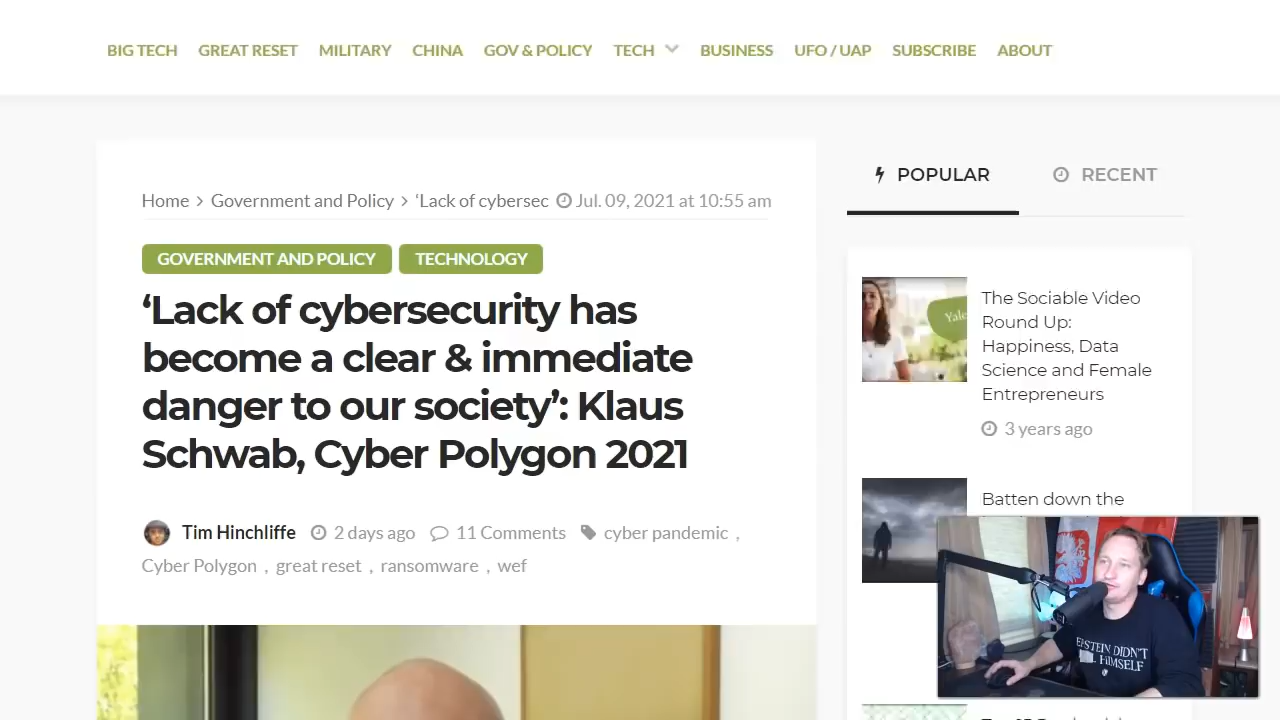 BIG TECH GREAT RESET MILITARY CHINA GOV & POLICY TECH BUSINESS UFO / UAP SUBSCRIBE ABOUT
Home > Government and Policy > ‘Lack of cybersec Jul. 09, 2021 at 10:55 am
GOVERNMENT AND POLICY TECHNOLOGY
‘Lack of cybersecurity has
become a clear & immediate
danger to our society’: Klaus
Schwab, Cyber Polygon 2021
Tim Hinchliffe 2 days ago 11 Comments cyber pandemic ,
Cyber Polygon , great reset , ransomware , wef
POPULAR RECENT
Yale
The Sociable Video
Round Up:
Happiness, Data
Science and Female
Entrepreneurs
3 years ago
Batten down the
EPSTEIN DIDN'T
HIMSELF